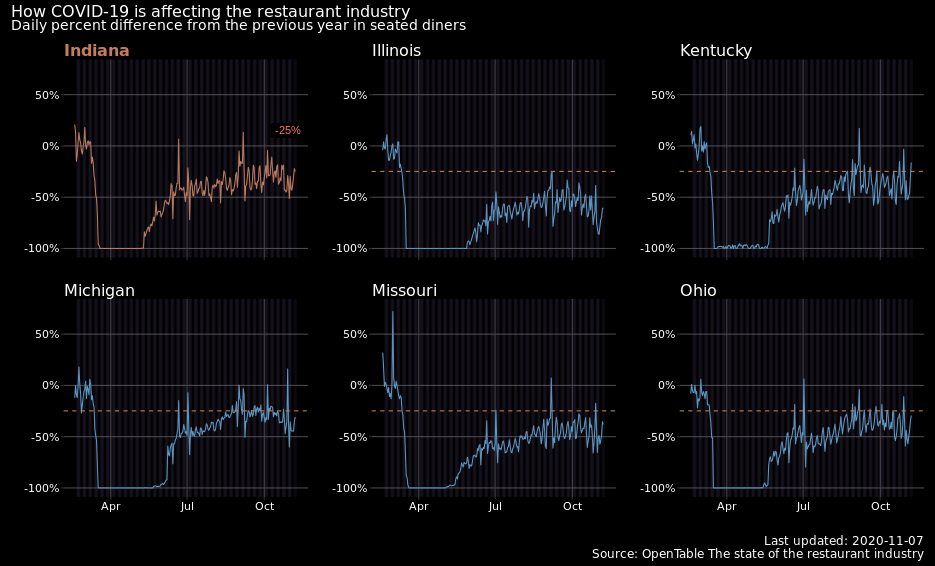 How COVID-19 is affecting the restaurant industry
Daily percent difference from the previous year in seated diners
Indiana
Illinois
Kentucky
50%
50%
50%
-25%
0%
0%
0%
-50%
-50%
-50%
-100%
-100%
-100%
Michigan
Missouri
Ohio
50%
50%
50%
0%
0%
0%
-50%
-50%
-50%
-100%
-100%
-100%
Apr Jul Oct
Apr Jul Oct
Apr Jul Oct
Last updated: 2020-11-07
Source: OpenTable The state of the restaurant industry